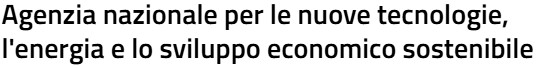 Agenzia nazionale per le nuove tecnologie,
l'energia e lo sviluppo economico sostenibile